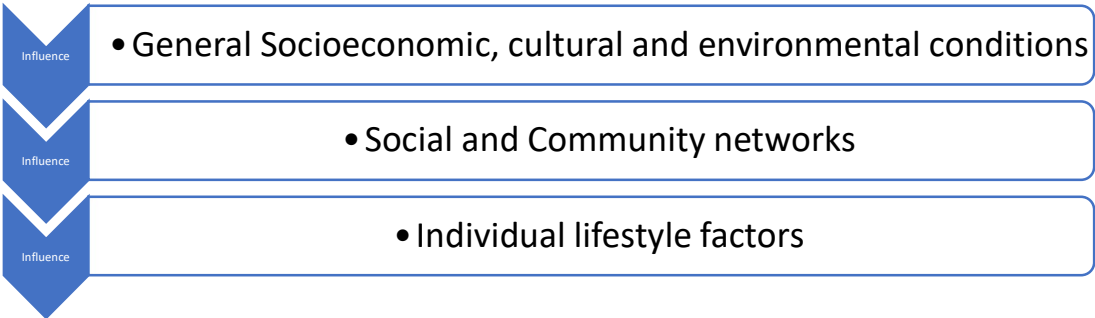 Influence
•General Socioeconomic, cultural and environmental conditions
Influence
•Social and Community networks
Influence
•Individual lifestyle factors